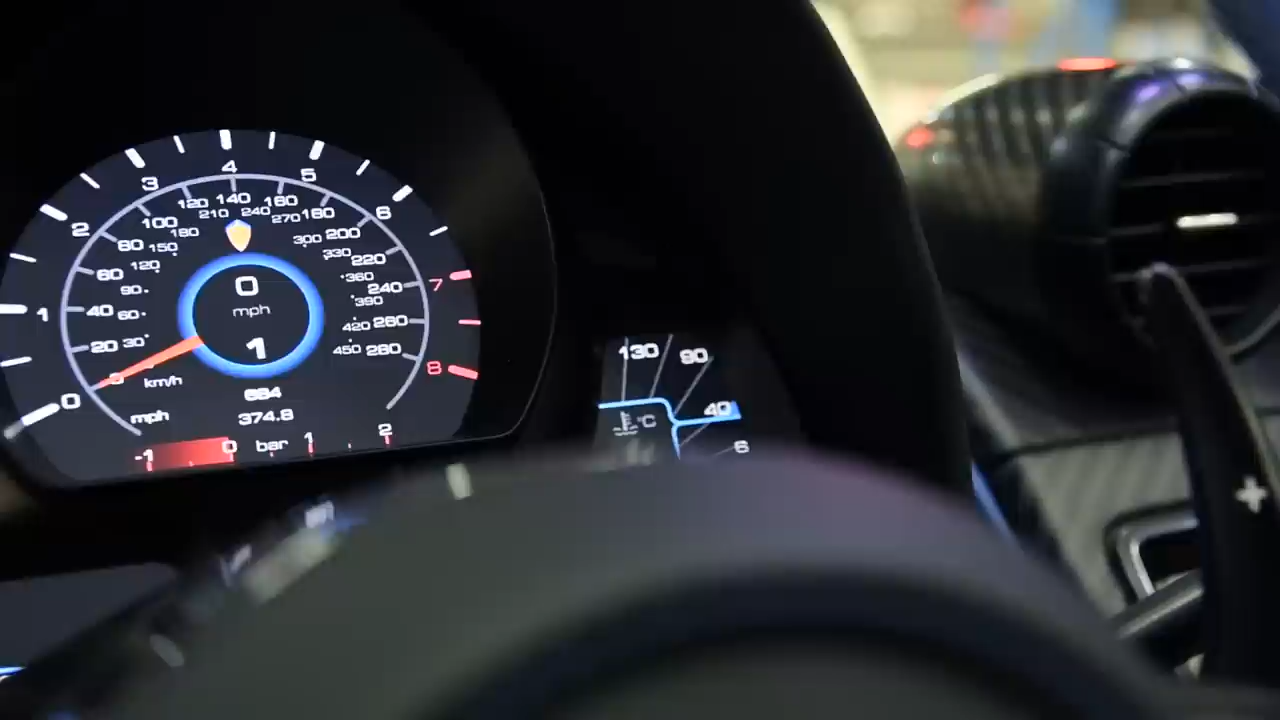 0 1 2 3 4 5 6 7 8
20 40 60 80 100 120 140 160 180 200 220 240 260 280
30 60 90 120 150 180 210 240 270 300 330 360 390 420 450
0
mph
1
km/h
mph
684
374.8
-1 0 bar 1 2
130 90
40
°C
6
+